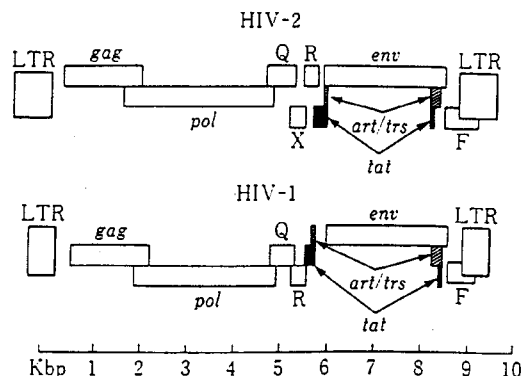 HIV-2
LTR gag Q R env LTR
pol X art/trs F
tat
HIV-1
LTR gag Q env LTR
pol R art/trs F
tat
Kbp 1 2 3 4 5 6 7 8 9 10